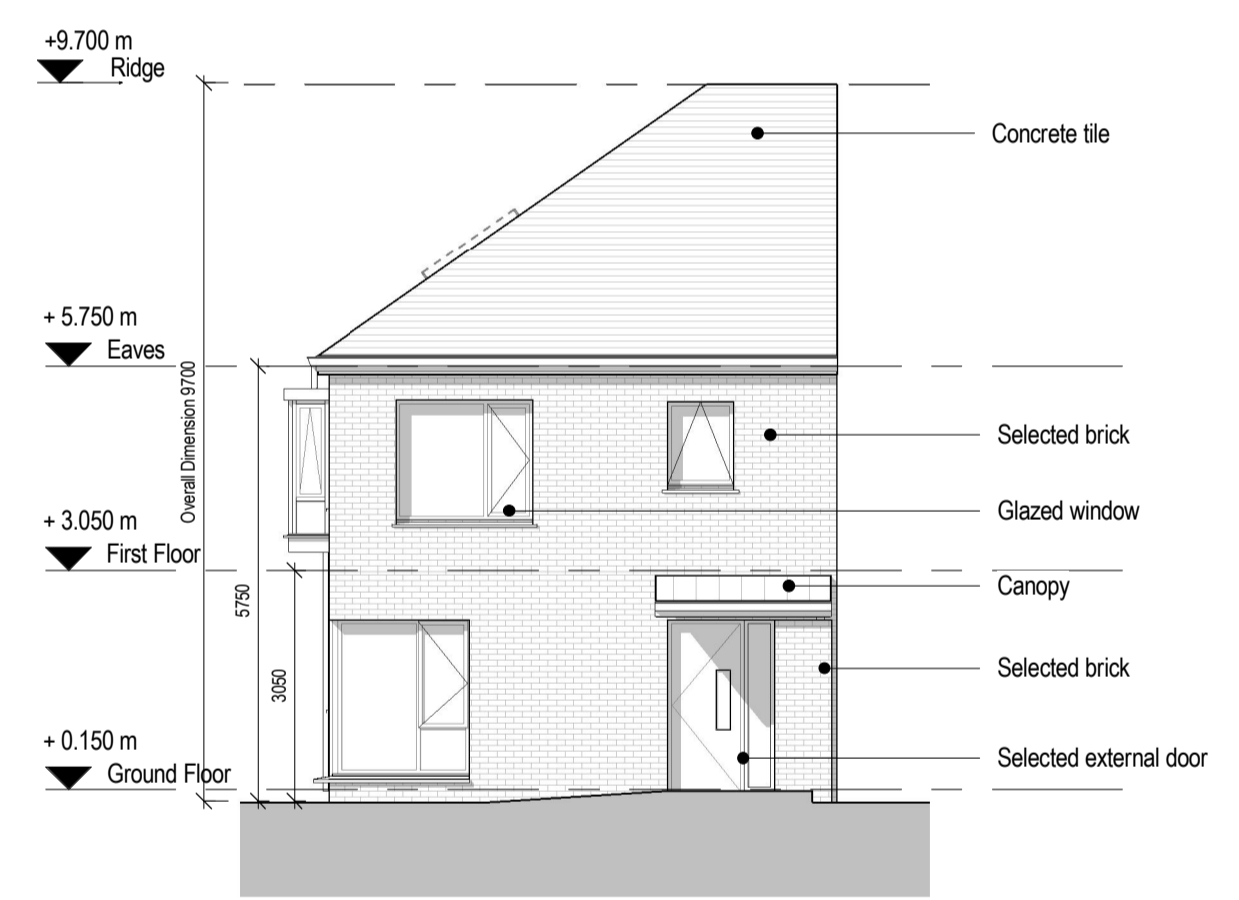 +9.700 m
Ridge
Concrete tile
+ 5.750 m
Eaves
Overall Dimension 9700
Selected brick
Glazed window
+ 3.050 m
First Floor
5750
Canopy
3050
Selected brick
+ 0.150 m
Ground Floor
Selected external door